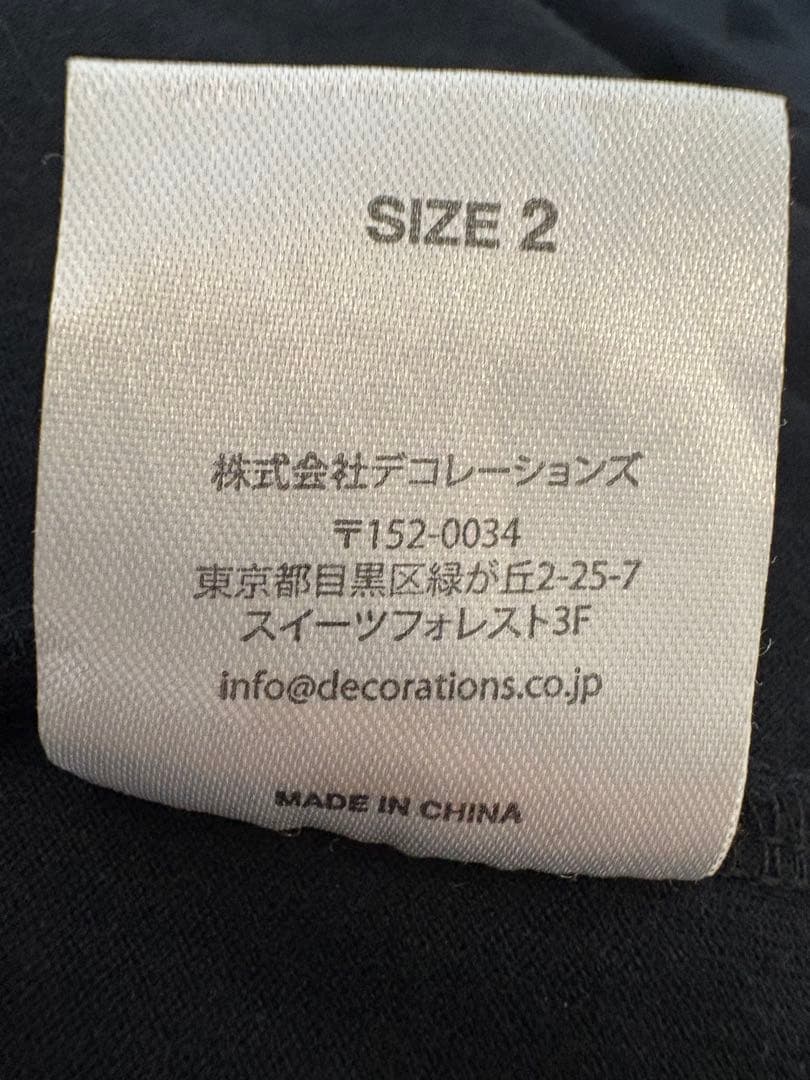 SIZE 2
株式会社デコレーションズ
〒152-0034
東京都目黒区緑が丘2-25-7
スイーツフォレスト3F
info@decorations.co.jp
MADE IN CHINA